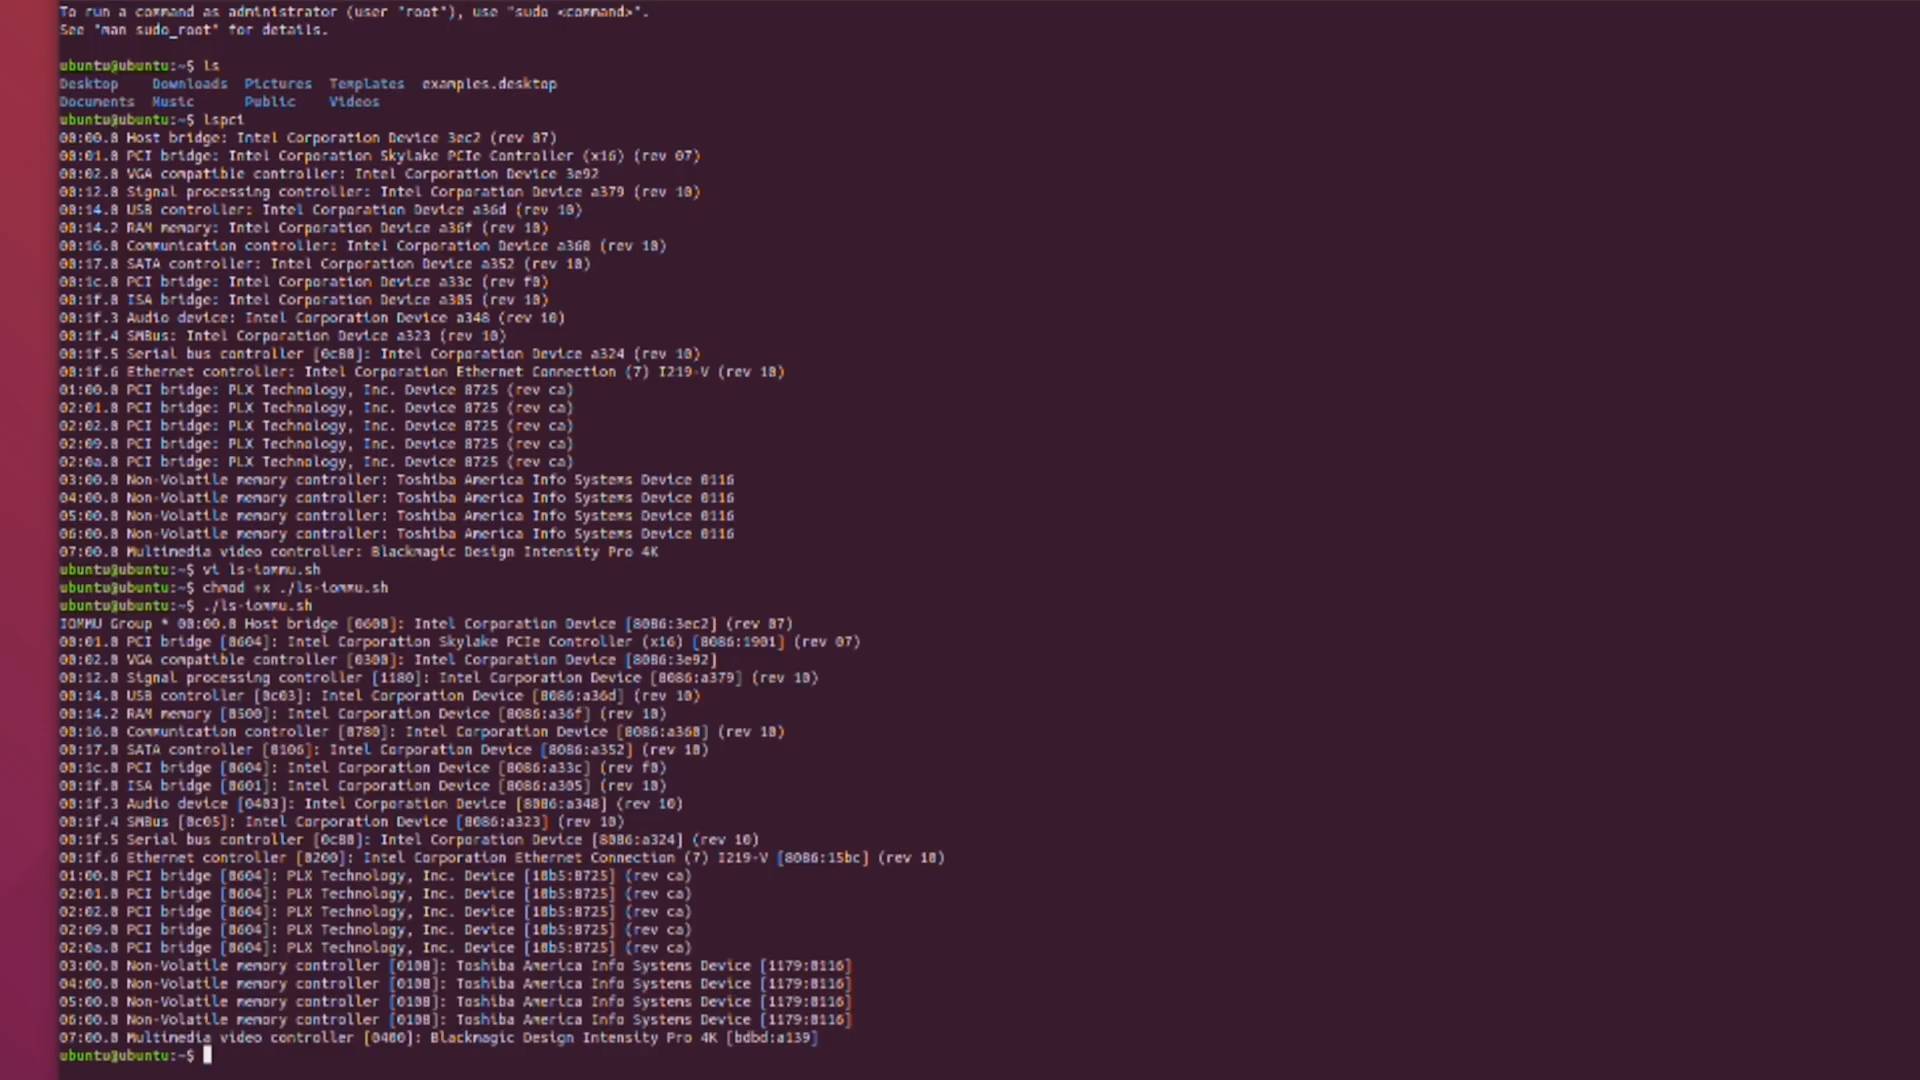 To run a command as administrator (user "root"), use "sudo <command>".
See "man sudo_root" for details.
ubuntu@ubuntu:~$ ls
Desktop Downloads Pictures Templates examples.desktop
Documents Music Public Videos
ubuntu@ubuntu:~$ lspci
00:00.0 Host bridge: Intel Corporation Device 3ec2 (rev 07)
00:01.0 PCI bridge: Intel Corporation Skylake PCIe Controller (x16) (rev 07)
00:02.0 VGA compatible controller: Intel Corporation Device 3e92
00:12.0 Signal processing controller: Intel Corporation Device a379 (rev 10)
00:14.0 USB controller: Intel Corporation Device a36d (rev 10)
00:14.2 RAM memory: Intel Corporation Device a36f (rev 10)
00:16.0 Communication controller: Intel Corporation Device a360 (rev 10)
00:17.0 SATA controller: Intel Corporation Device a352 (rev 10)
00:1c.0 PCI bridge: Intel Corporation Device a33c (rev f0)
00:1f.0 ISA bridge: Intel Corporation Device a305 (rev 10)
00:1f.3 Audio device: Intel Corporation Device a348 (rev 10)
00:1f.4 SMBus: Intel Corporation Device a323 (rev 10)
00:1f.5 Serial bus controller [0c80]: Intel Corporation Device a324 (rev 10)
00:1f.6 Ethernet controller: Intel Corporation Ethernet Connection (7) I219-V (rev 10)
01:00.0 PCI bridge: PLX Technology, Inc. Device 8725 (rev ca)
02:01.0 PCI bridge: PLX Technology, Inc. Device 8725 (rev ca)
02:02.0 PCI bridge: PLX Technology, Inc. Device 8725 (rev ca)
02:09.0 PCI bridge: PLX Technology, Inc. Device 8725 (rev ca)
02:0a.0 PCI bridge: PLX Technology, Inc. Device 8725 (rev ca)
03:00.0 Non-Volatile memory controller: Toshiba America Info Systems Device 0116
04:00.0 Non-Volatile memory controller: Toshiba America Info Systems Device 0116
05:00.0 Non-Volatile memory controller: Toshiba America Info Systems Device 0116
06:00.0 Non-Volatile memory controller: Toshiba America Info Systems Device 0116
07:00.0 Multimedia video controller: Blackmagic Design Intensity Pro 4K
ubuntu@ubuntu:~$ vi ls-iommu.sh
ubuntu@ubuntu:~$ chmod +x ./ls-iommu.sh
ubuntu@ubuntu:~$ ./ls-iommu.sh
IOMMU Group * 00:00.0 Host bridge [0600]: Intel Corporation Device [8086:3ec2] (rev 07)
00:01.0 PCI bridge [0604]: Intel Corporation Skylake PCIe Controller (x16) [8086:1901] (rev 07)
00:02.0 VGA compatible controller [0300]: Intel Corporation Device [8086:3e92]
00:12.0 Signal processing controller [1180]: Intel Corporation Device [8086:a379] (rev 10)
00:14.0 USB controller [0c03]: Intel Corporation Device [8086:a36d] (rev 10)
00:14.2 RAM memory [0500]: Intel Corporation Device [8086:a36f] (rev 10)
00:16.0 Communication controller [0780]: Intel Corporation Device [8086:a360] (rev 10)
00:17.0 SATA controller [0106]: Intel Corporation Device [8086:a352] (rev 10)
00:1c.0 PCI bridge [0604]: Intel Corporation Device [8086:a33c] (rev f0)
00:1f.0 ISA bridge [0601]: Intel Corporation Device [8086:a305] (rev 10)
00:1f.3 Audio device [0403]: Intel Corporation Device [8086:a348] (rev 10)
00:1f.4 SMBus [0c05]: Intel Corporation Device [8086:a323] (rev 10)
00:1f.5 Serial bus controller [0c80]: Intel Corporation Device [8086:a324] (rev 10)
00:1f.6 Ethernet controller [0200]: Intel Corporation Ethernet Connection (7) I219-V [8086:15bc] (rev 10)
01:00.0 PCI bridge [0604]: PLX Technology, Inc. Device [10b5:8725] (rev ca)
02:01.0 PCI bridge [0604]: PLX Technology, Inc. Device [10b5:8725] (rev ca)
02:02.0 PCI bridge [0604]: PLX Technology, Inc. Device [10b5:8725] (rev ca)
02:09.0 PCI bridge [0604]: PLX Technology, Inc. Device [10b5:8725] (rev ca)
02:0a.0 PCI bridge [0604]: PLX Technology, Inc. Device [10b5:8725] (rev ca)
03:00.0 Non-Volatile memory controller [0108]: Toshiba America Info Systems Device [1179:0116]
04:00.0 Non-Volatile memory controller [0108]: Toshiba America Info Systems Device [1179:0116]
05:00.0 Non-Volatile memory controller [0108]: Toshiba America Info Systems Device [1179:0116]
06:00.0 Non-Volatile memory controller [0108]: Toshiba America Info Systems Device [1179:0116]
07:00.0 Multimedia video controller [0400]: Blackmagic Design Intensity Pro 4K [bdbd:a139]
ubuntu@ubuntu:~$